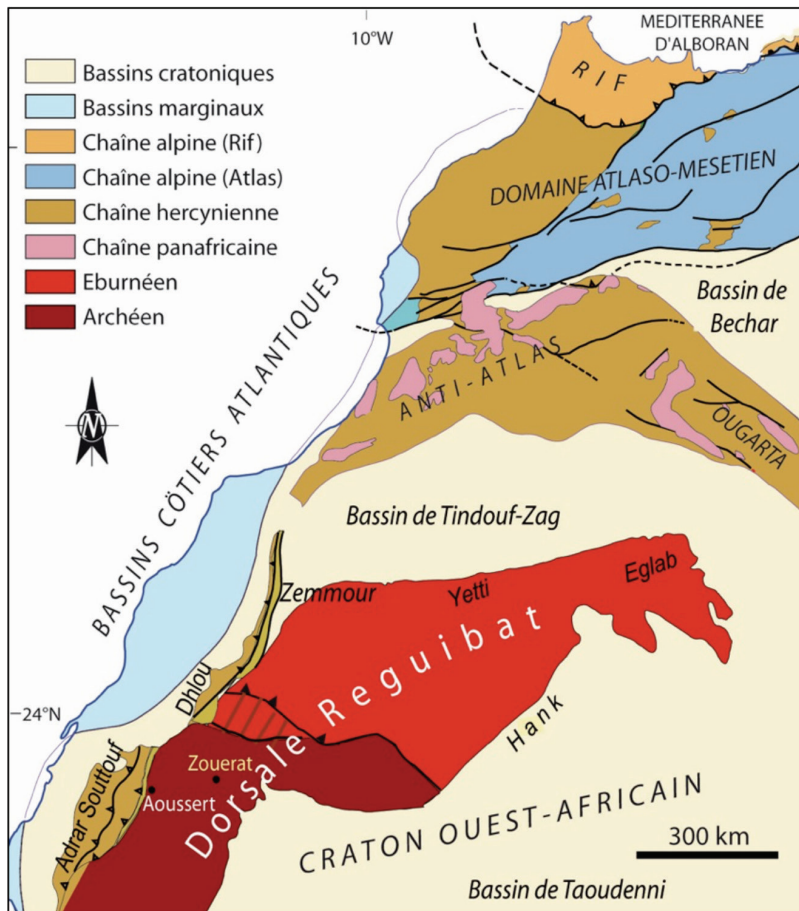 10°W
MEDITERRANEE
D'ALBORAN
RIF
Bassins cratoniques
Bassins marginaux
Chaîne alpine (Rif)
Chaîne alpine (Atlas)
Chaîne hercynienne
Chaîne panafricaine
Eburnéen
Archéen
DOMAINE ATLASO-MESETIEN
Bassin de
Bechar
N
BASSINS CÖTIERS ATLANTIQUES
ANTI-ATLAS
OUGARTA
Bassin de Tindouf-Zag
Zemmour
Yetti
Eglab
Dorsale Reguibat
Dhlou
24°N
Hank
Zouerat
Aoussert
Adrar Souttouf
CRATON OUEST-AFRICAIN
300 km
Bassin de Taoudenni